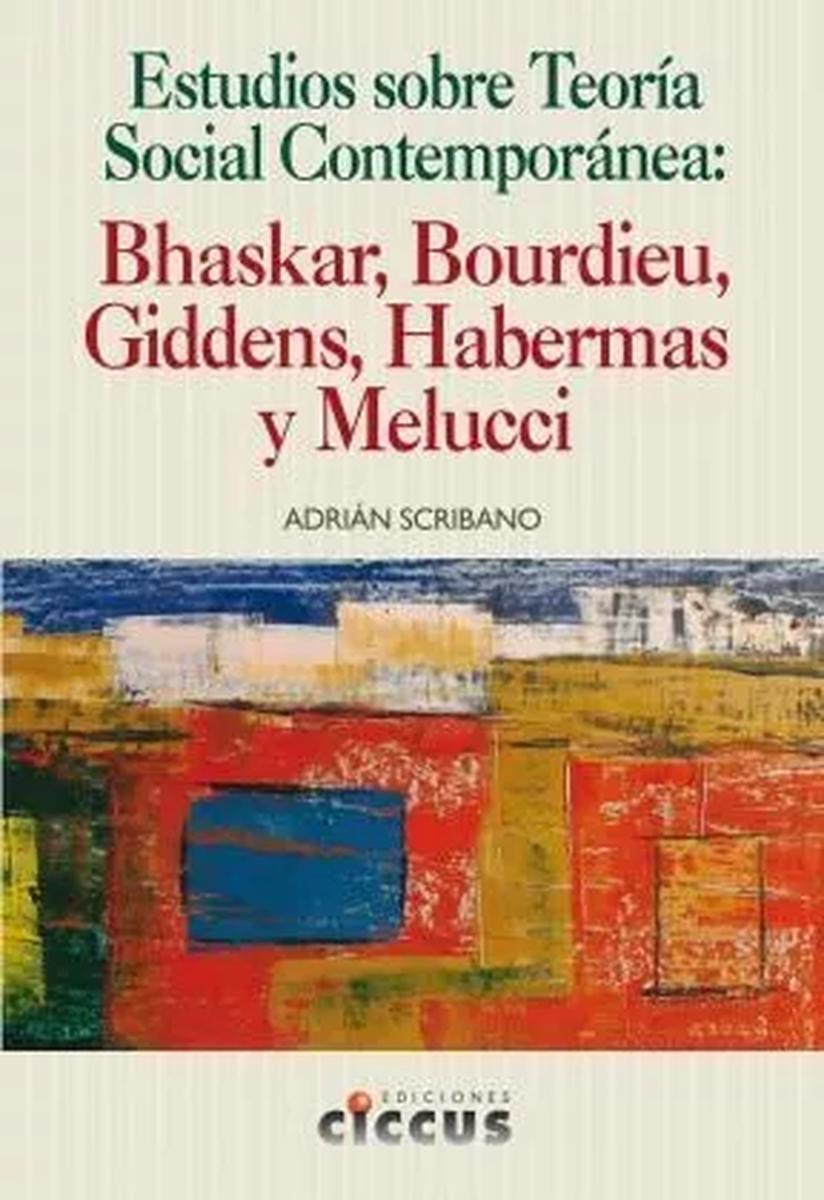 Estudios sobre Teoría
Social Contemporánea:
Bhaskar, Bourdieu,
Giddens, Habermas
y Melucci
ADRIÁN SCRIBANO
EDICIONES
ciccus